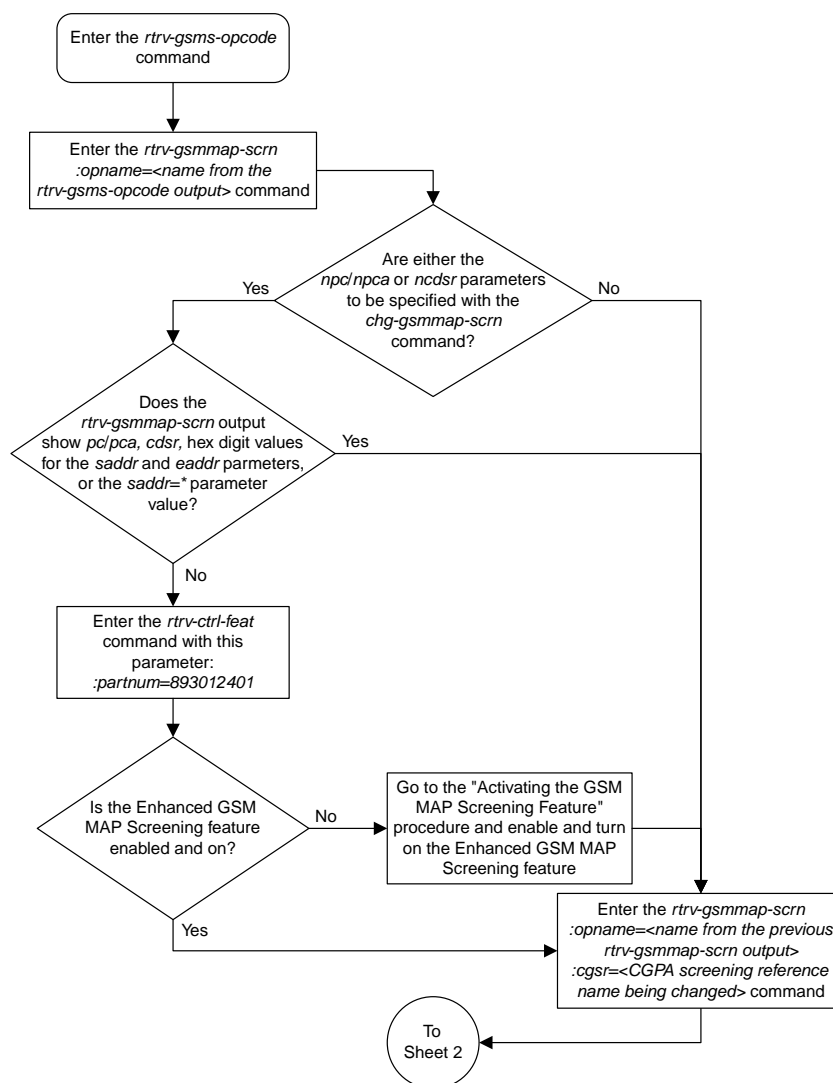 Enter the rtrv-gsms-opcode
command
Enter the rtrv-gsmmap-scrn
:opname=<name from the
rtrv-gsms-opcode output> command
Are either the
npc/npca or ncdsr parameters
to be specified with the
chg-gsmmap-scrn
command?
Yes
No
Does the
rtrv-gsmmap-scrn output
show pc/pca, cdsr, hex digit values
for the saddr and eaddr parmeters,
or the saddr=* parameter
value?
Yes
No
Enter the rtrv-ctrl-feat
command with this
parameter:
:partnum=893012401
Is the Enhanced GSM
MAP Screening feature
enabled and on?
No
Go to the "Activating the GSM
MAP Screening Feature"
procedure and enable and turn
on the Enhanced GSM MAP
Screening feature
Yes
Enter the rtrv-gsmmap-scrn
:opname=<name from the previous
rtrv-gsmmap-scrn output>
:cgsr=<CGPA screening reference
name being changed> command
To
Sheet 2